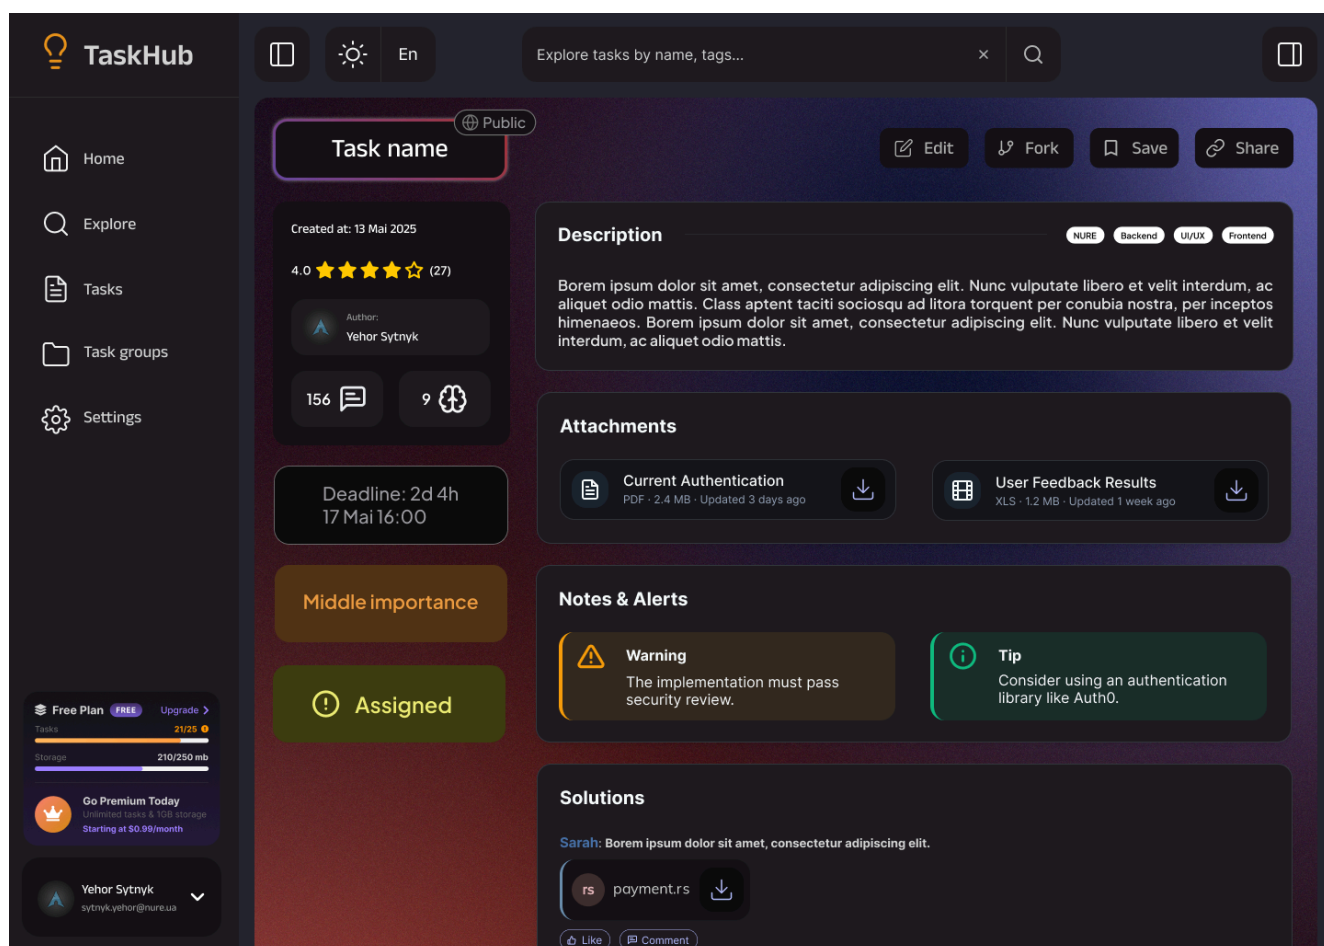 TaskHub
En
Explore tasks by name, tags...
Home
Explore
Tasks
Task groups
Settings
Free Plan FREE Upgrade
Tasks 21/25
Storage 210/250 mb
Go Premium Today
Unlimited tasks & 1GB storage
Starting at $0.99/month
Yehor Sytnyk
sytnyk.yehor@nure.ua
Public
Task name
Edit Fork Save Share
Created at: 13 Mai 2025
4.0 (27)
Author:
Yehor Sytnyk
156 9
Deadline: 2d 4h
17 Mai 16:00
Middle importance
Assigned
Description NURE Backend UI/UX Frontend
Borem ipsum dolor sit amet, consectetur adipiscing elit. Nunc vulputate libero et velit interdum, ac
aliquet odio mattis. Class aptent taciti sociosqu ad litora torquent per conubia nostra, per inceptos
himenaeos. Borem ipsum dolor sit amet, consectetur adipiscing elit. Nunc vulputate libero et velit
interdum, ac aliquet odio mattis.
Attachments
Current Authentication
PDF · 2.4 MB · Updated 3 days ago
User Feedback Results
XLS · 1.2 MB · Updated 1 week ago
Notes & Alerts
Warning
The implementation must pass
security review.
Tip
Consider using an authentication
library like Auth0.
Solutions
Sarah: Borem ipsum dolor sit amet, consectetur adipiscing elit.
rs payment.rs
Like Comment